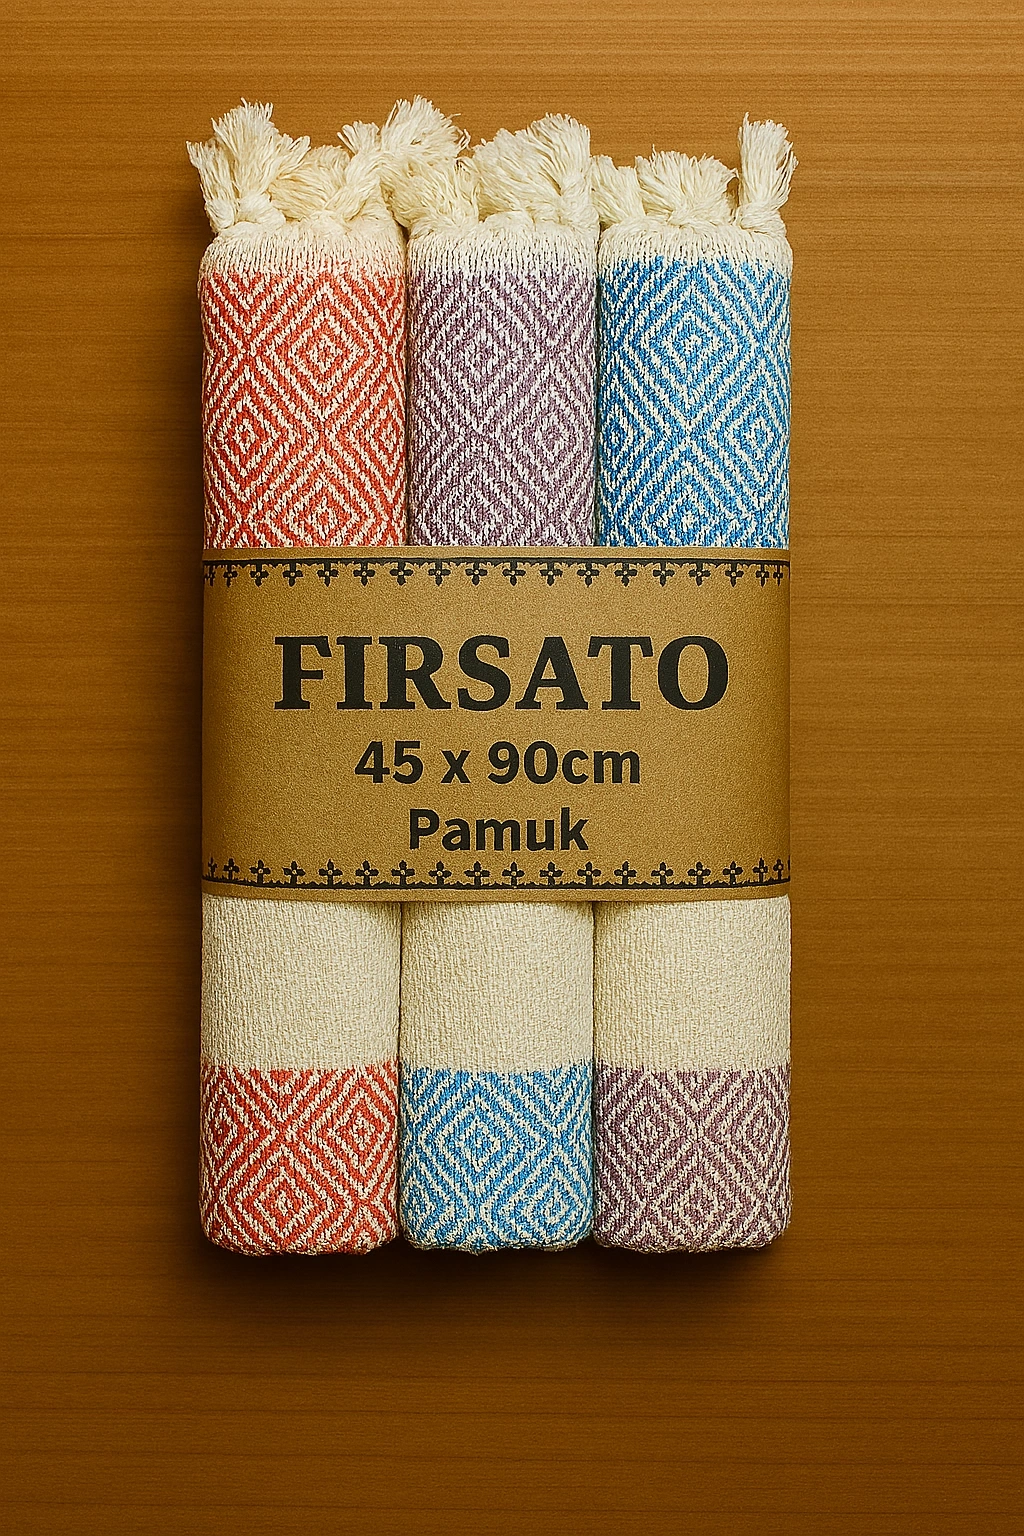 FIRSATO
45 x 90cm
Pamuk